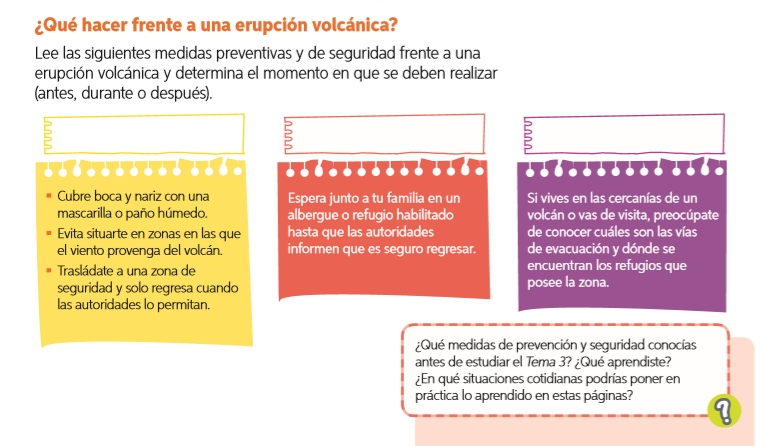 ¿Qué hacer frente a una erupción volcánica?
Lee las siguientes medidas preventivas y de seguridad frente a una
erupción volcánica y determina el momento en que se deben realizar
(antes, durante o después).
▪ Cubre boca y nariz con una
mascarilla o paño húmedo.
▪ Evita situarte en zonas en las que
el viento provenga del volcán.
▪ Trasládate a una zona de
seguridad y solo regresa cuando
las autoridades lo permitan.
Espera junto a tu familia en un
albergue o refugio habilitado
hasta que las autoridades
informen que es seguro regresar.
Si vives en las cercanías de un
volcán o vas de visita, preocúpate
de conocer cuáles son las vías
de evacuación y dónde se
encuentran los refugios que
posee la zona.
¿Qué medidas de prevención y seguridad conocías
antes de estudiar el Tema 3? ¿Qué aprendiste?
¿En qué situaciones cotidianas podrías poner en
práctica lo aprendido en estas páginas?
?